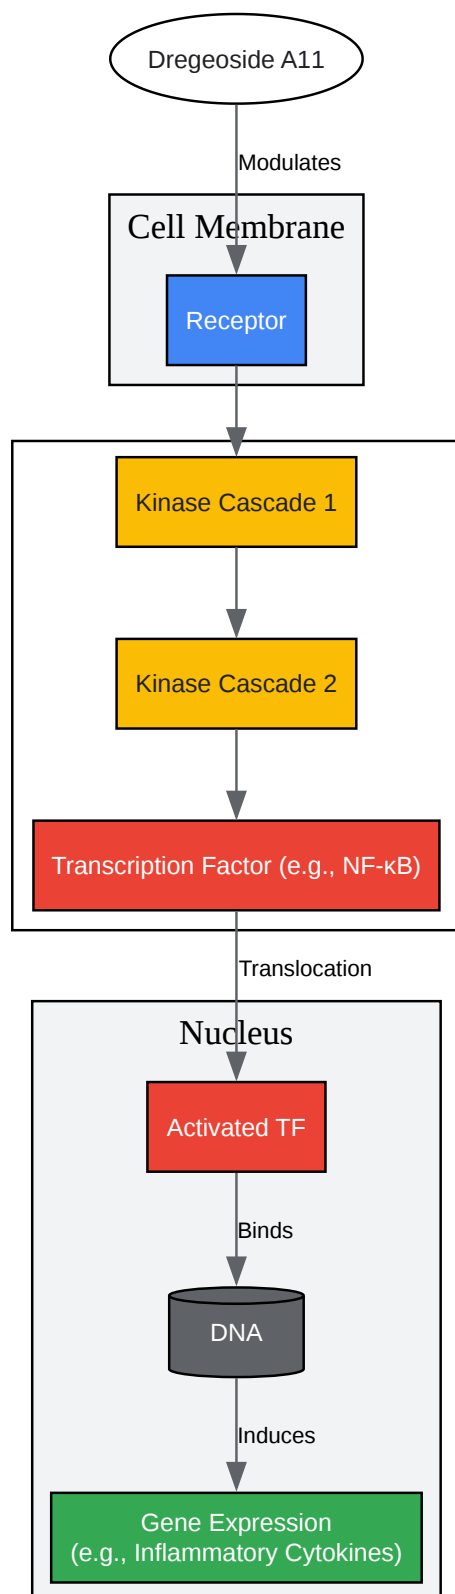 Dregeoside A11
Modulates
Cell Membrane
Receptor
Kinase Cascade 1
Kinase Cascade 2
Transcription Factor (e.g., NF-κB)
Translocation
Nucleus
Activated TF
Binds
DNA
Induces
Gene Expression
(e.g., Inflammatory Cytokines)